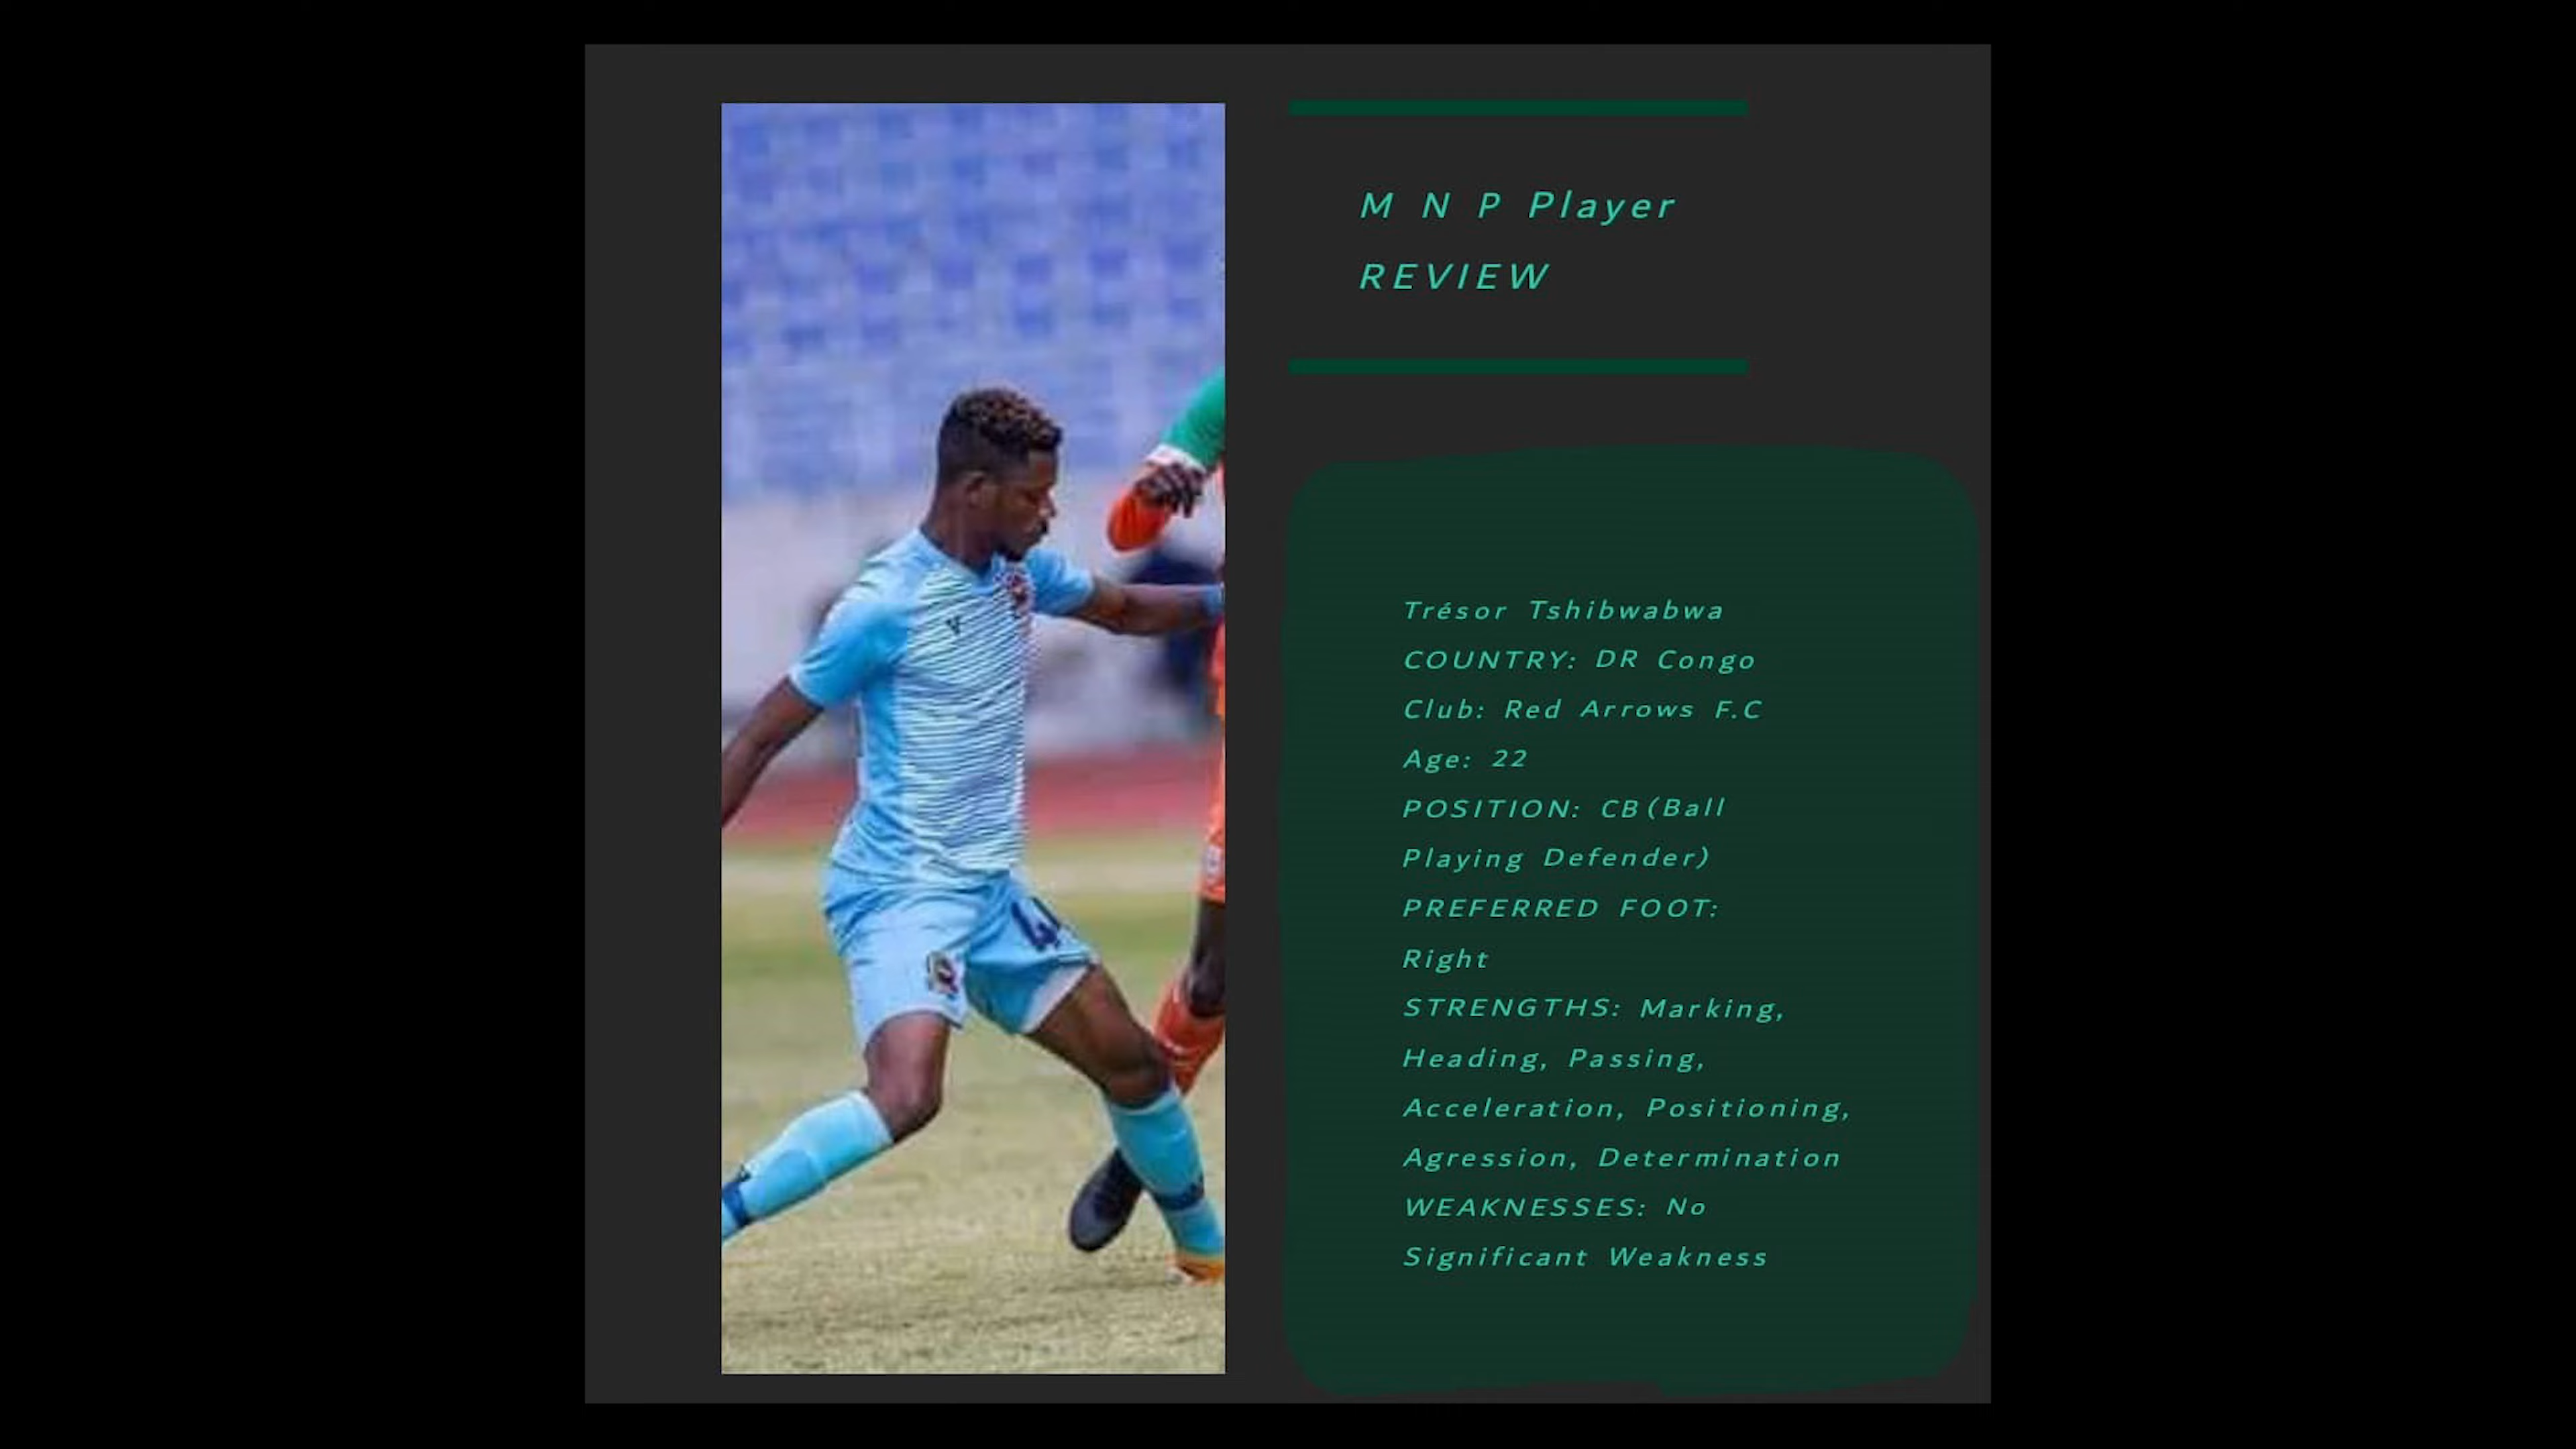 M N P Player
REVIEW
Trésor Tshibwabwa
COUNTRY: DR Congo
Club: Red Arrows F.C
Age: 22
POSITION: CB(Ball
Playing Defender)
PREFERRED FOOT:
Right
STRENGTHS: Marking,
Heading, Passing,
Acceleration, Positioning,
Agression, Determination
WEAKNESSES: No
Significant Weakness